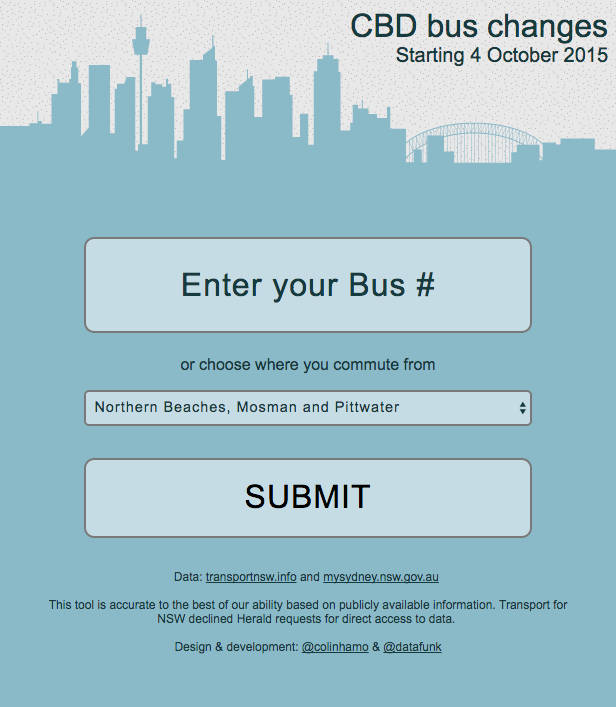 CBD bus changes
Starting 4 October 2015
Enter your Bus #
or choose where you commute from
Northern Beaches, Mosman and Pittwater
SUBMIT
Data: transportnsw.info and mysydney.nsw.gov.au
This tool is accurate to the best of our ability based on publicly available information. Transport for
NSW declined Herald requests for direct access to data.
Design & development: @colinhamo & @datafunk